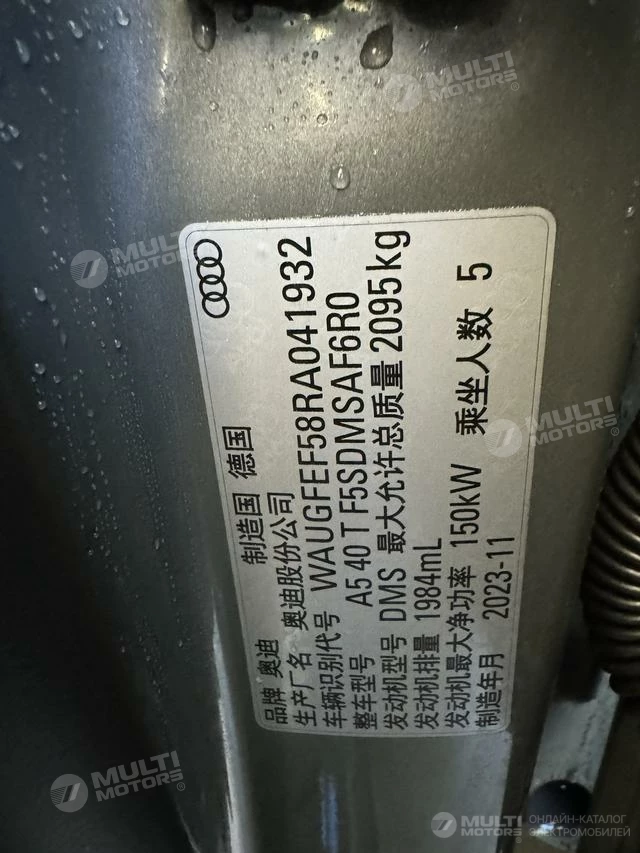 品牌 奥迪 制造国 德国
生产厂名 奥迪股份公司
车辆识别代号 WAUGFEF58RA041932
整车型号 A5 40 T F5SDMSAF6R0
发动机型号 DMS 最大允许总质量 2095kg
发动机排量 1984mL
发动机最大净功率 150kW 乘坐人数 5
制造年月 2023-11
MULTI
MOTORS®
MULTI
MOTORS®
MULTI
MOTORS®
MULTI
MOTORS®
MULTI
MOTORS®
MULTI
MOTORS®
ОНЛАЙН-КАТАЛОГ
ЭЛЕКТРОМОБИЛЕЙ